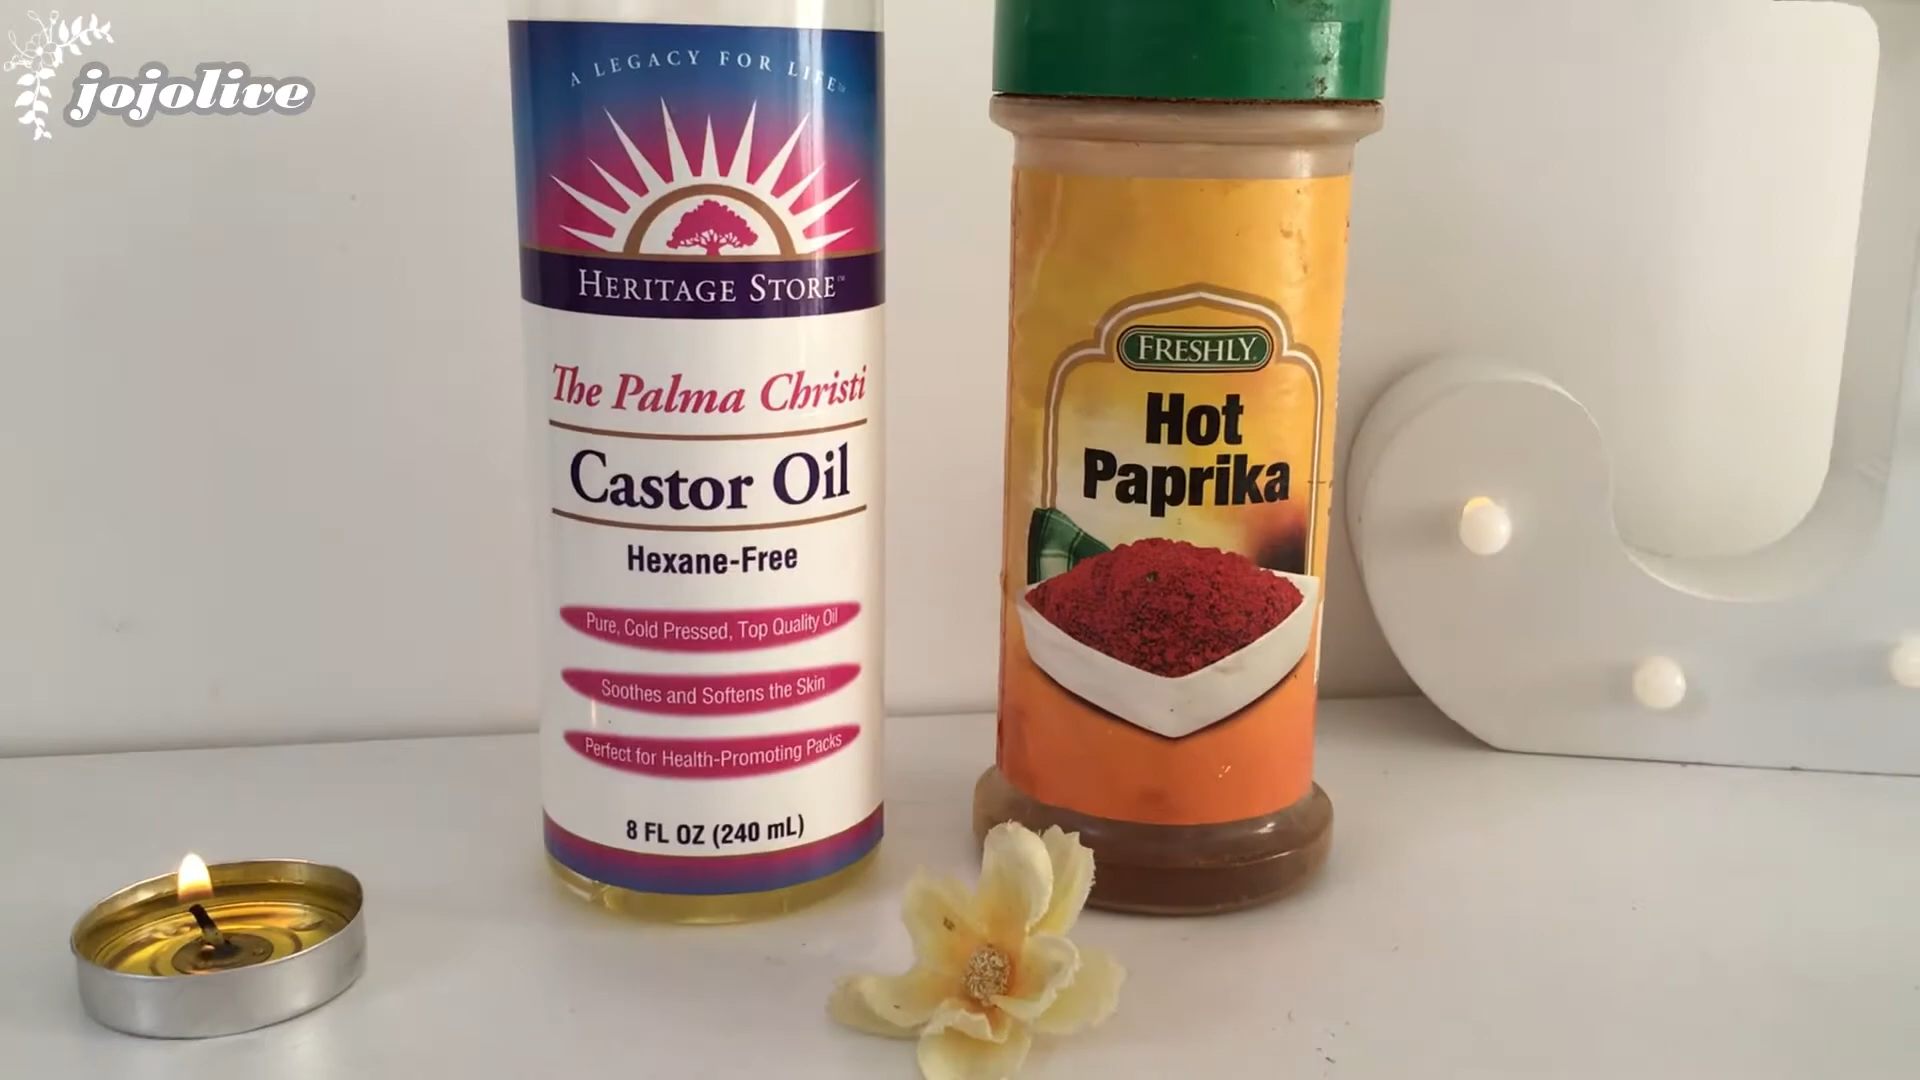 jojolive
A LEGACY FOR LIFE
HERITAGE STORE™
The Palma Christi
Castor Oil
Hexane-Free
Pure, Cold Pressed, Top Quality Oil
Soothes and Softens the Skin
Perfect for Health-Promoting Packs
8 FL OZ (240 mL)
FRESHLY
Hot
Paprika